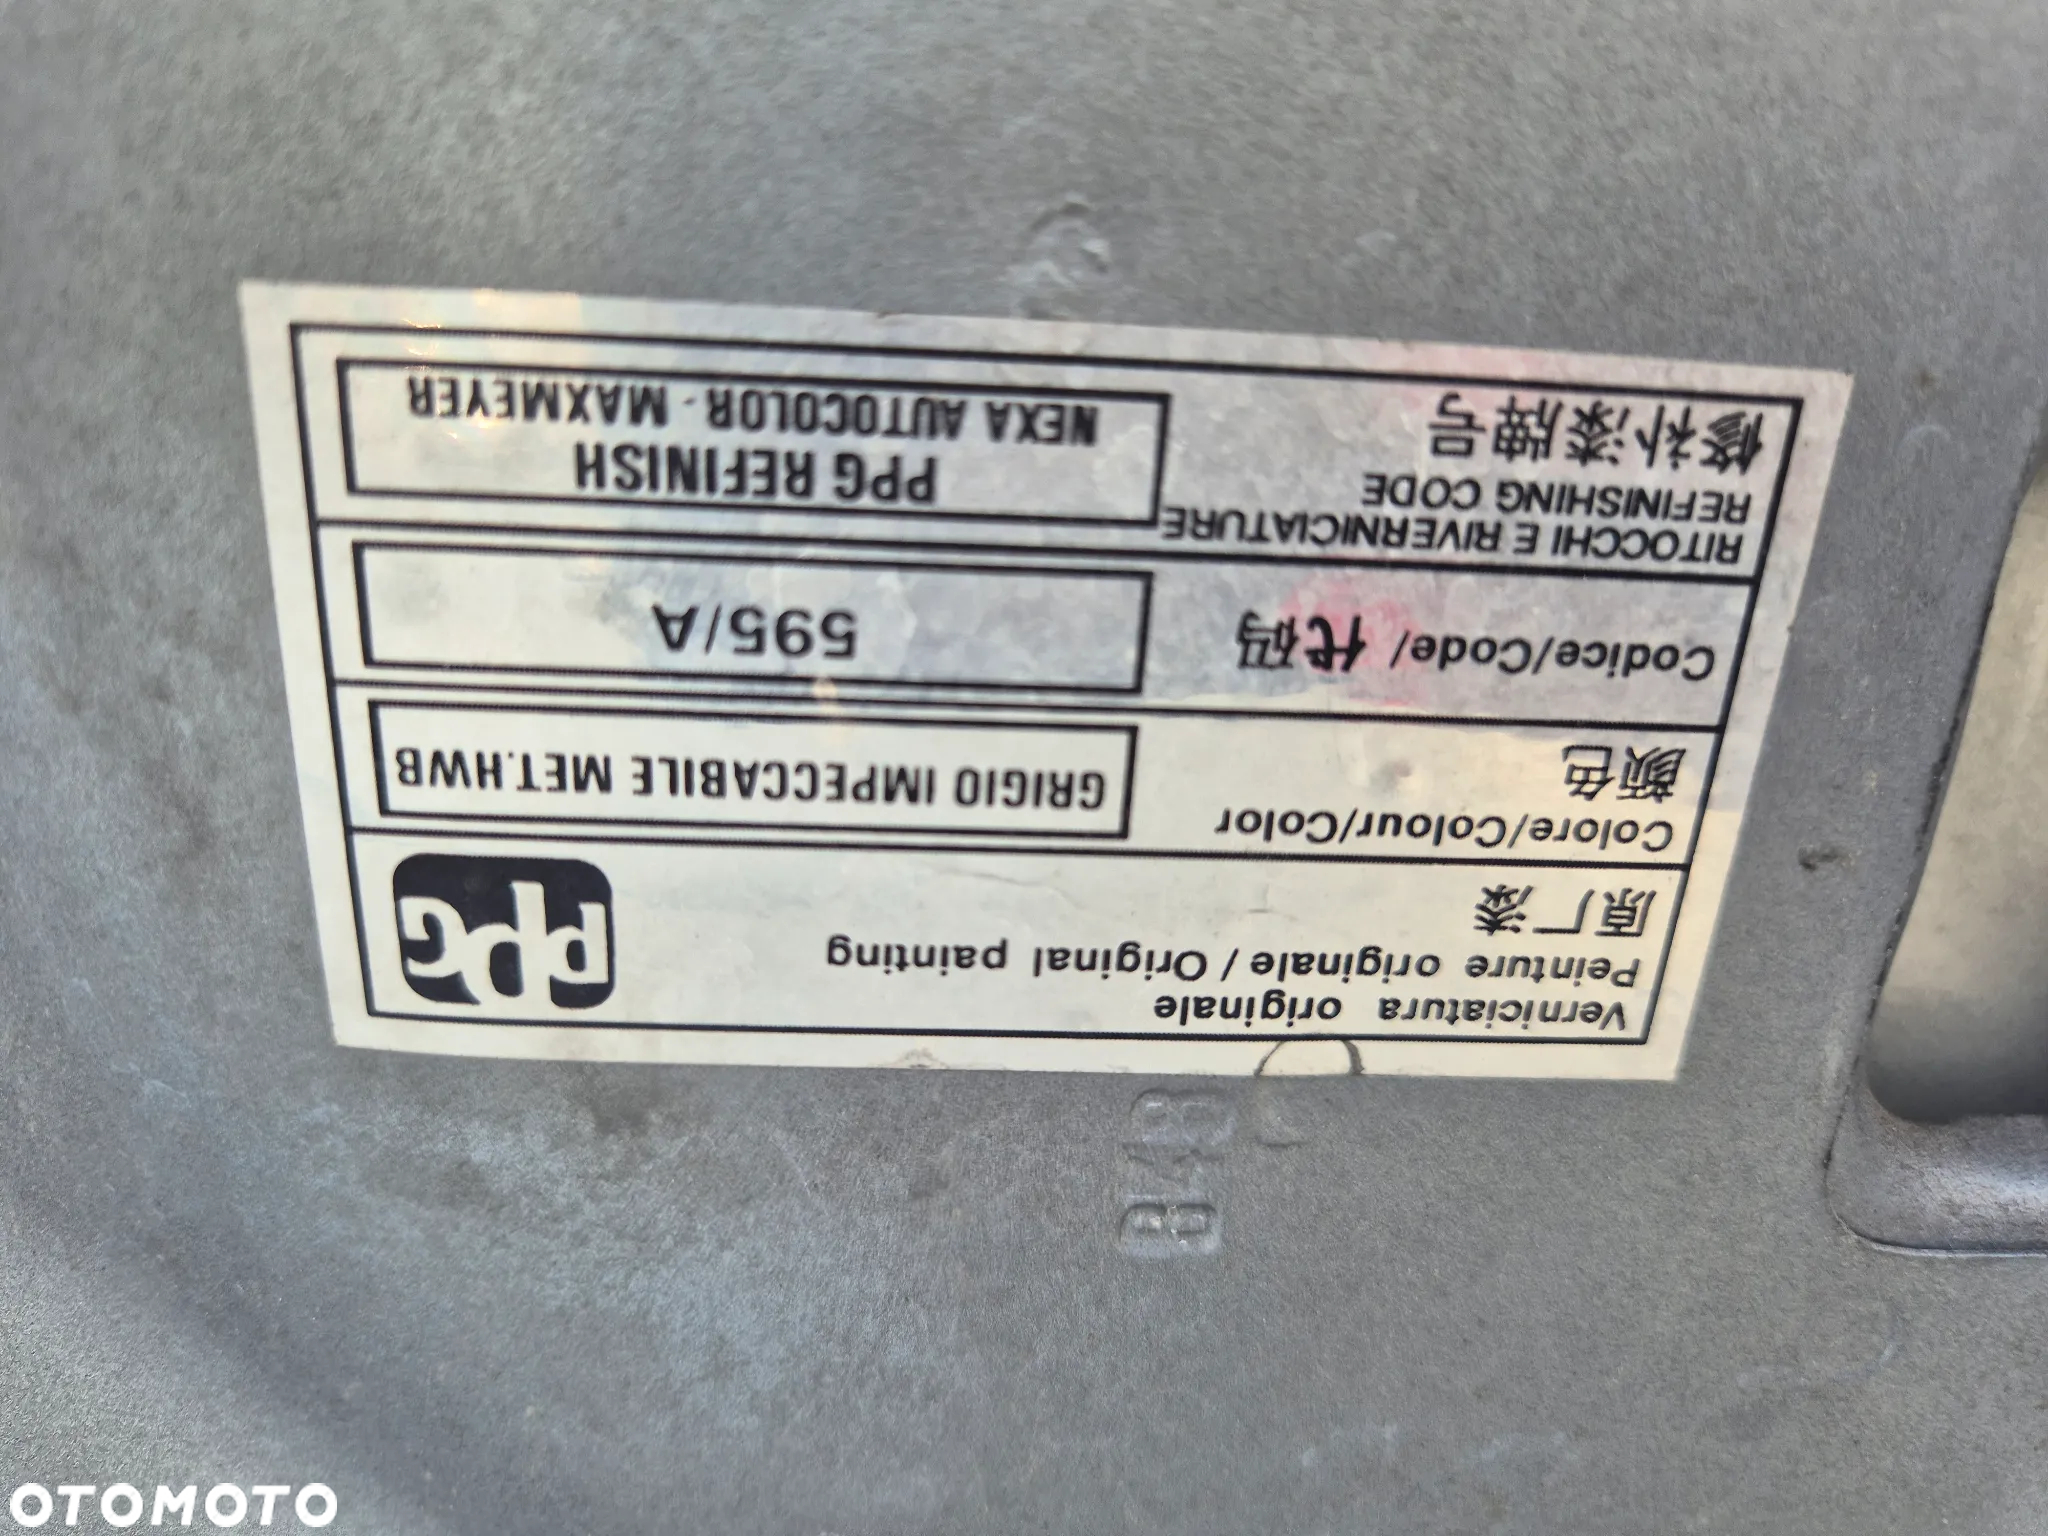 Verniciatura originale
Peinture originale / Original painting
原厂漆
PPG
Colore/Colour/Color
颜色
GRIGIO IMPECCABILE MET.HWB
Codice/Code/ 代码
595/A
RITOCCHI E RIVERNICIATURE
REFINISHING CODE
修补漆牌号
PPG REFINISH
NEXA AUTOCOLOR - MAXMEYER
OTOMOTO